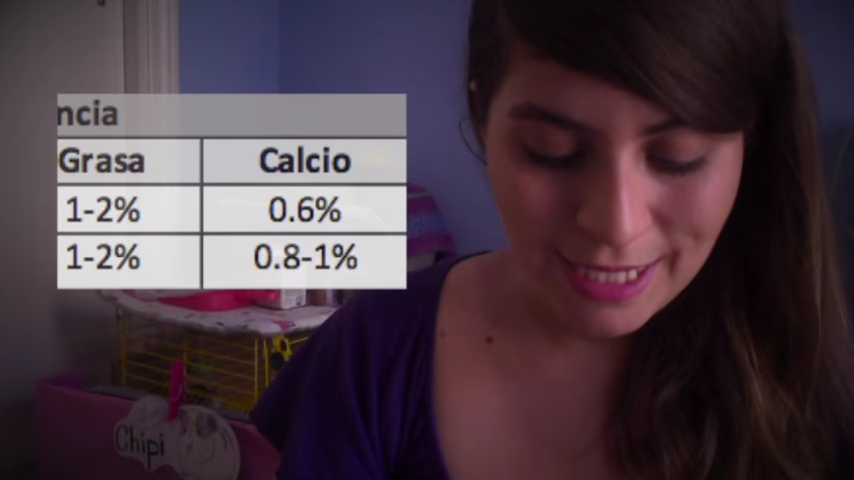 ncia
Grasa Calcio
1-2% 0.6%
1-2% 0.8-1%
Chipi